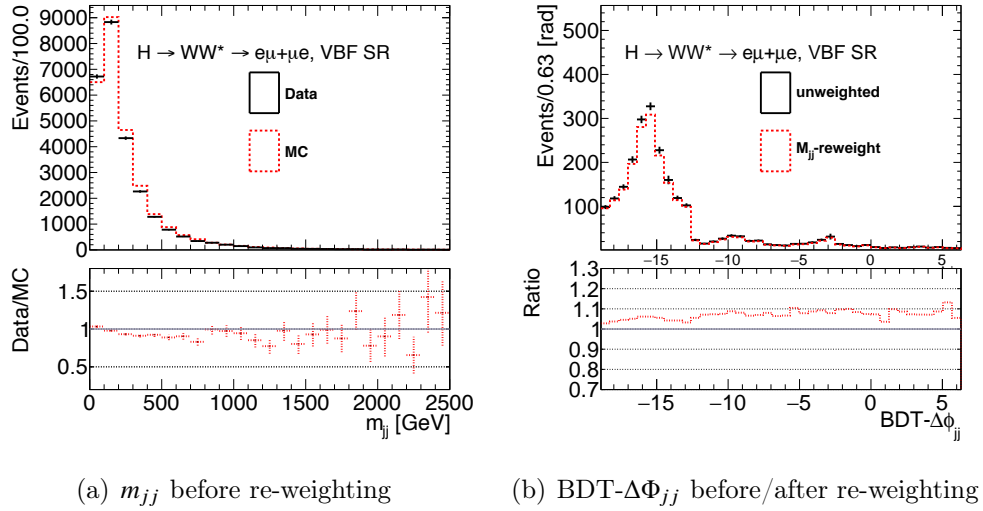 Events/100.0
9000
8000
7000
6000
5000
4000
3000
2000
1000
0
H → WW* → eμ+μe, VBF SR
Data
MC
Data/MC
1.5
1
0.5
0 500 1000 1500 2000 2500
m_jj [GeV]
(a) m_jj before re-weighting
Events/0.63 [rad]
500
400
300
200
100
H → WW* → eμ+μe, VBF SR
unweighted
M_jj-reweight
−15 −10 −5 0 5
Ratio
1.3
1.2
1.1
1
0.9
0.8
0.7
−15 −10 −5 0 5
BDT-Δϕ_jj
(b) BDT-ΔΦ_jj before/after re-weighting